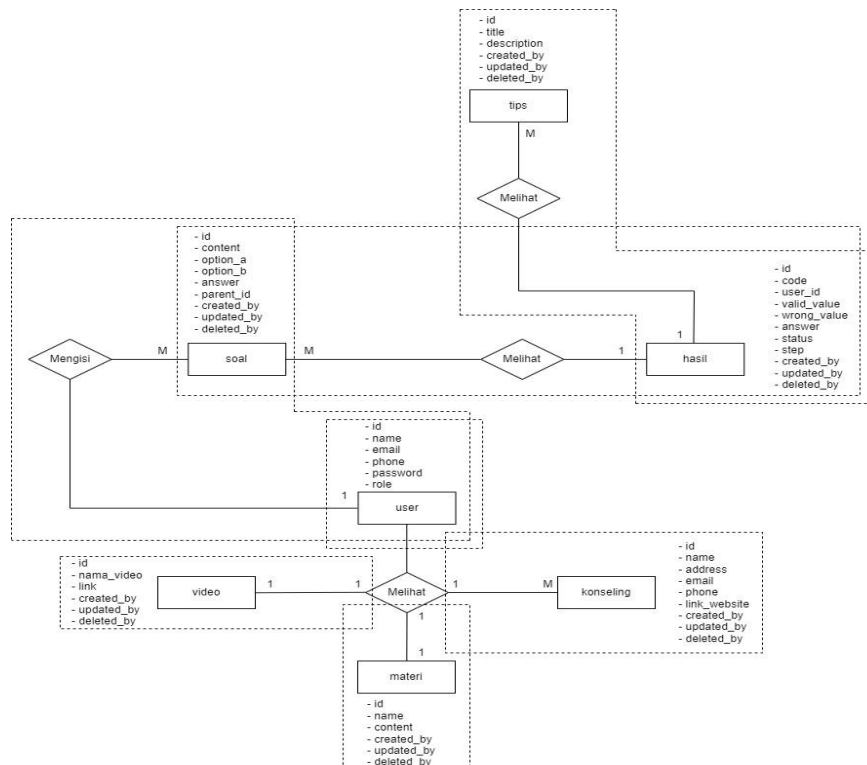 - id
- title
- description
- created_by
- updated_by
- deleted_by
tips
M
Melihat
- id
- content
- option_a
- option_b
- answer
- parent_id
- created_by
- updated_by
- deleted_by
- id
- code
- user_id
- valid_value
- wrong_value
- answer
- status
- step
- created_by
- updated_by
- deleted_by
1
Mengisi
M
soal
M
Melihat
1
hasil
- id
- name
- email
- phone
- password
- role
1
user
- id
- nama_video
- link
- created_by
- updated_by
- deleted_by
video
1
1
Melihat
1
M
konseling
- id
- name
- address
- email
- phone
- link_website
- created_by
- updated_by
- deleted_by
1
1
materi
- id
- name
- content
- created_by
- updated_by
- deleted_by